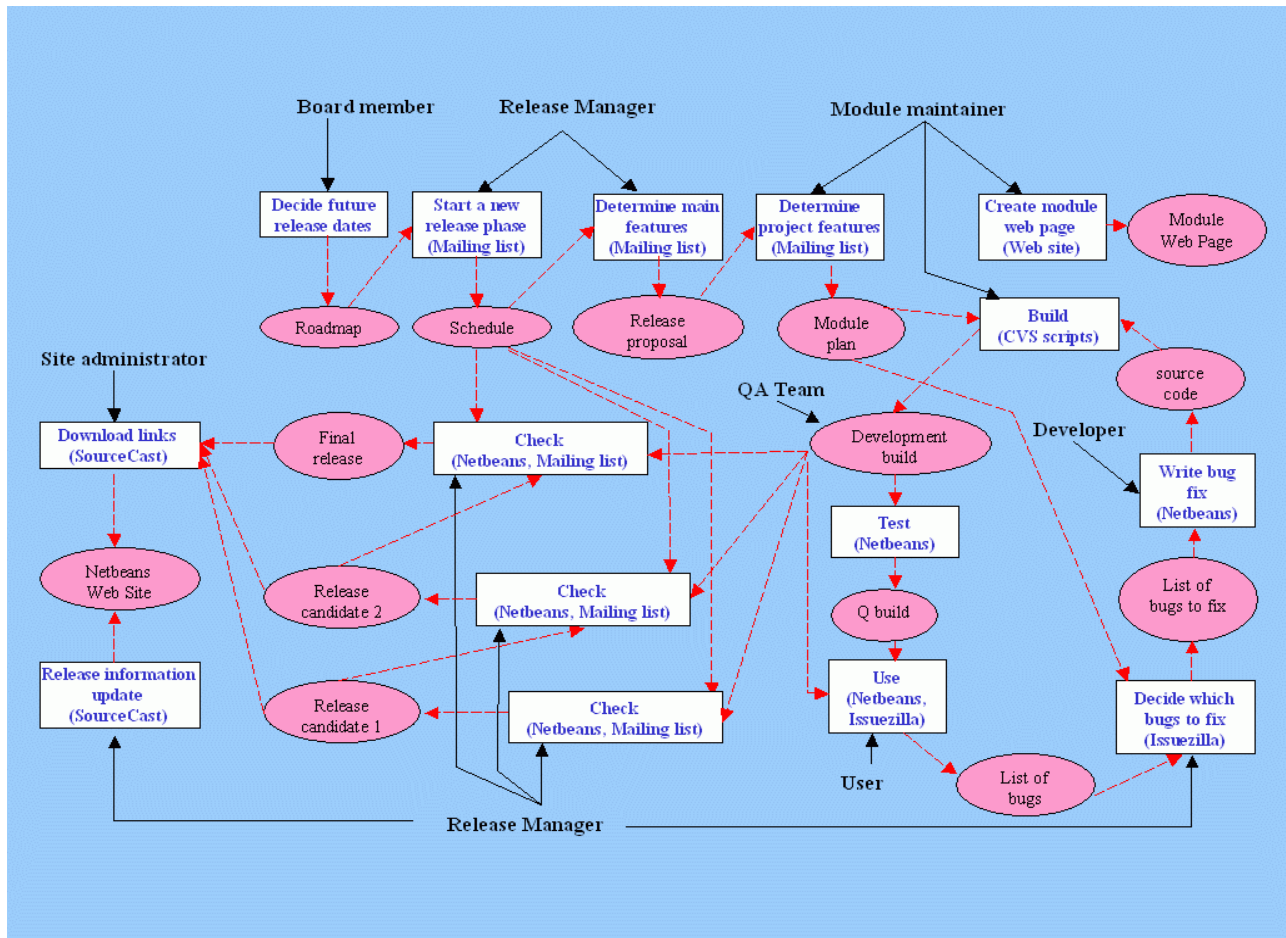 Board member
Release Manager
Module maintainer
Decide future
release dates
Start a new
release phase
(Mailing list)
Determine main
features
(Mailing list)
Determine
project features
(Mailing list)
Create module
web page
(Web site)
Module
Web Page
Roadmap
Schedule
Release
proposal
Module
plan
Build
(CVS scripts)
Site administrator
source
code
QA Team
Download links
(SourceCast)
Final
release
Check
(Netbeans, Mailing list)
Development
build
Developer
Write bug
fix
(Netbeans)
Test
(Netbeans)
Netbeans
Web Site
Release
candidate 2
Check
(Netbeans, Mailing list)
Q build
List of
bugs to fix
Release information
update
(SourceCast)
Release
candidate 1
Check
(Netbeans, Mailing list)
Use
(Netbeans,
Issuezilla)
Decide which
bugs to fix
(Issuezilla)
User
List of
bugs
Release Manager